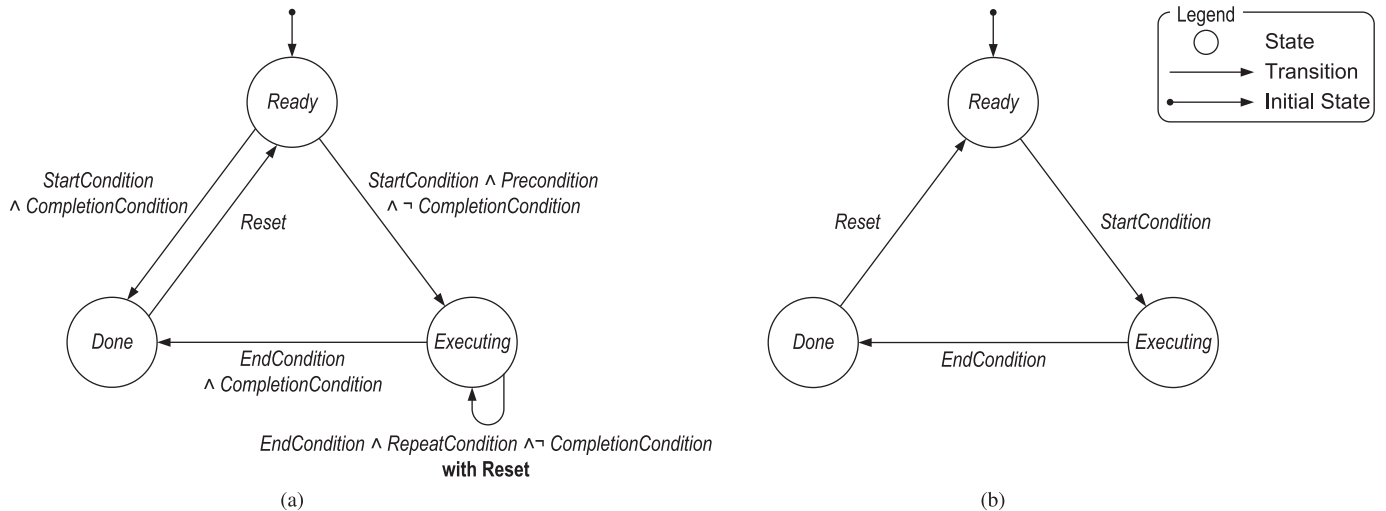 Legend
State
Transition
Initial State
Ready
StartCondition
∧ CompletionCondition
Reset
StartCondition ∧ Precondition
∧ ¬ CompletionCondition
Done
Executing
EndCondition
∧ CompletionCondition
EndCondition ∧ RepeatCondition ∧¬ CompletionCondition
with Reset
(a)
Ready
Reset
StartCondition
Done
Executing
EndCondition
(b)